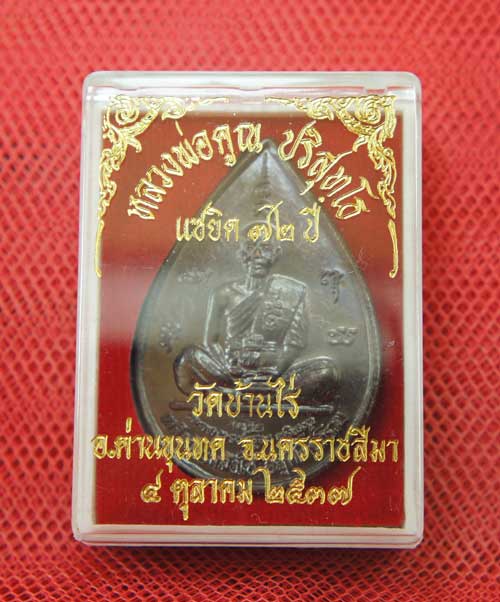 หลวงพ่อคูณ ปริสุทฺโธ
แซยิด ๗๒ ปี
วัดบ้านไร่
อ.ด่านขุนทด จ.นครราชสีมา
๔ ตุลาคม ๒๕๓๗